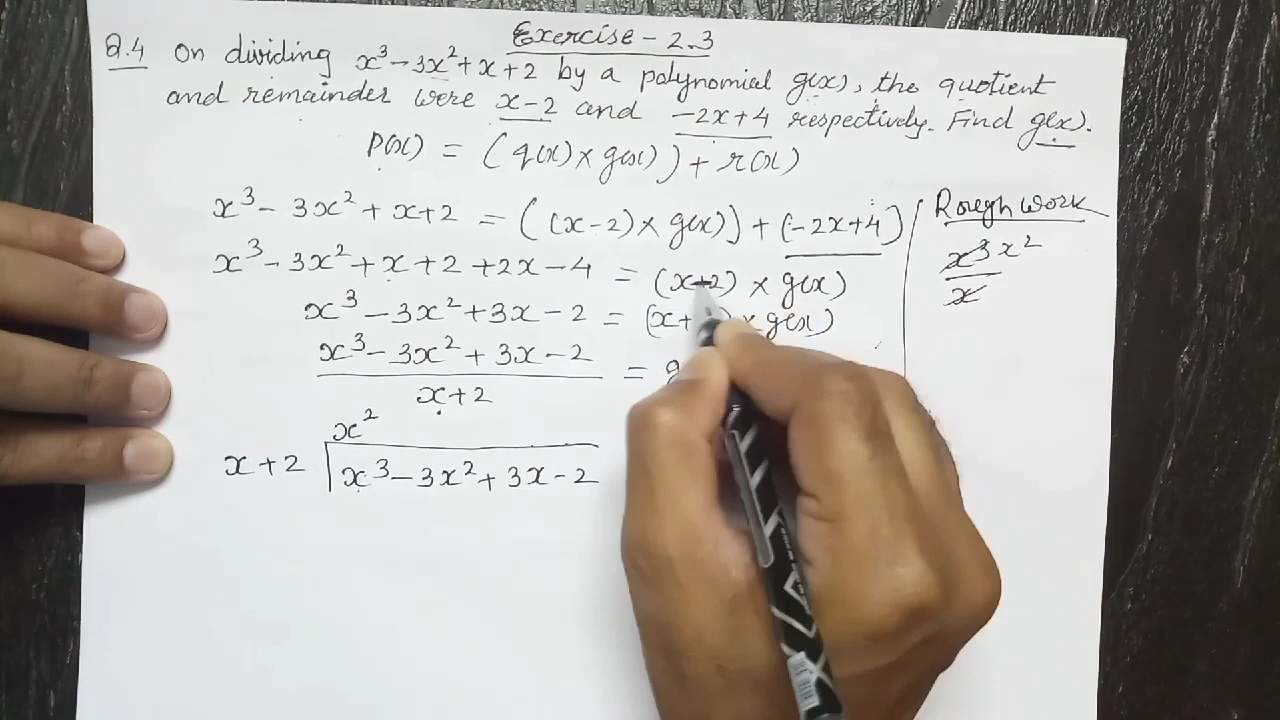 Exercise - 2.3
Q.4 On dividing x³ - 3x² + x + 2 by a polynomial g(x), the quotient
and remainder were x - 2 and -2x + 4 respectively. Find g(x).
P(x) = (q(x) × g(x)) + r(x)
x³ - 3x² + x + 2 = ((x - 2) × g(x)) + (-2x + 4)
x³ - 3x² + x + 2 + 2x - 4 = (x + 2) × g(x)
x³ - 3x² + 3x - 2 = (x + ) × g(x)
x³ - 3x² + 3x - 2 = g
x + 2
x²
x + 2 x³ - 3x² + 3x - 2
Rough work
x³ x²
x